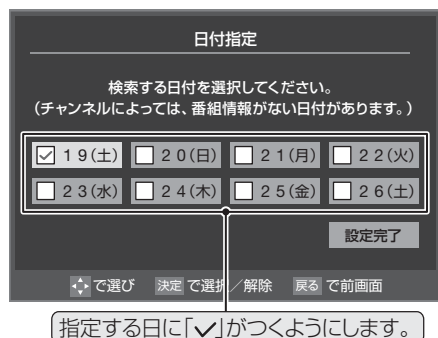 日付指定
検索する日付を選択してください。
(チャンネルによっては、番組情報がない日付があります。)
19(土) 20(日) 21(月) 22(火)
23(水) 24(木) 25(金) 26(土)
設定完了
で選び 決定 で選択/解除 戻る で前画面
指定する日に「✓」がつくようにします。